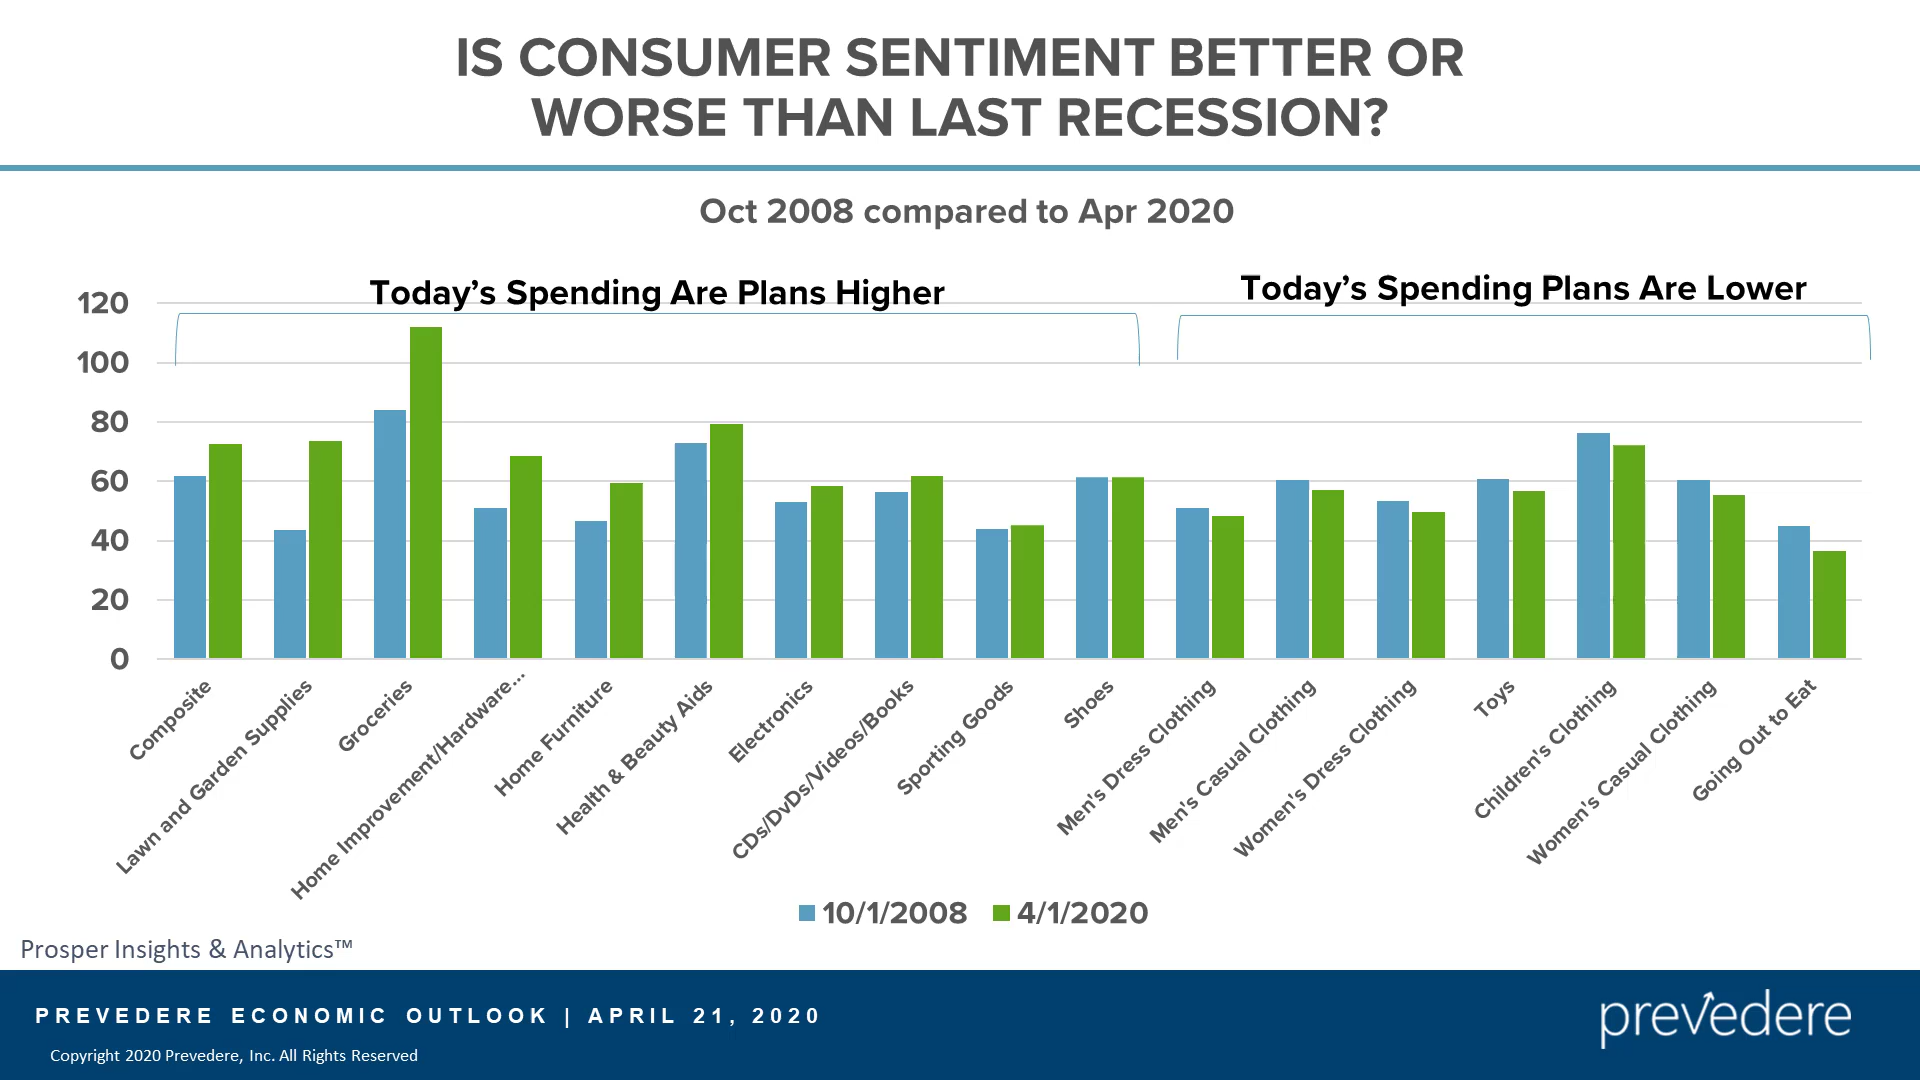 IS CONSUMER SENTIMENT BETTER OR
WORSE THAN LAST RECESSION?
Oct 2008 compared to Apr 2020
Today’s Spending Are Plans Higher
Today’s Spending Plans Are Lower
120
100
80
60
40
20
0
Composite
Lawn and Garden Supplies
Groceries
Home Improvement/Hardware...
Home Furniture
Health & Beauty Aids
Electronics
CDs/DvDs/Videos/Books
Sporting Goods
Shoes
Men's Dress Clothing
Men's Casual Clothing
Women's Dress Clothing
Toys
Children's Clothing
Women's Casual Clothing
Going Out to Eat
10/1/2008 4/1/2020
Prosper Insights & Analytics™
PREVEDERE ECONOMIC OUTLOOK | APRIL 21, 2020
prevedere
Copyright 2020 Prevedere, Inc. All Rights Reserved